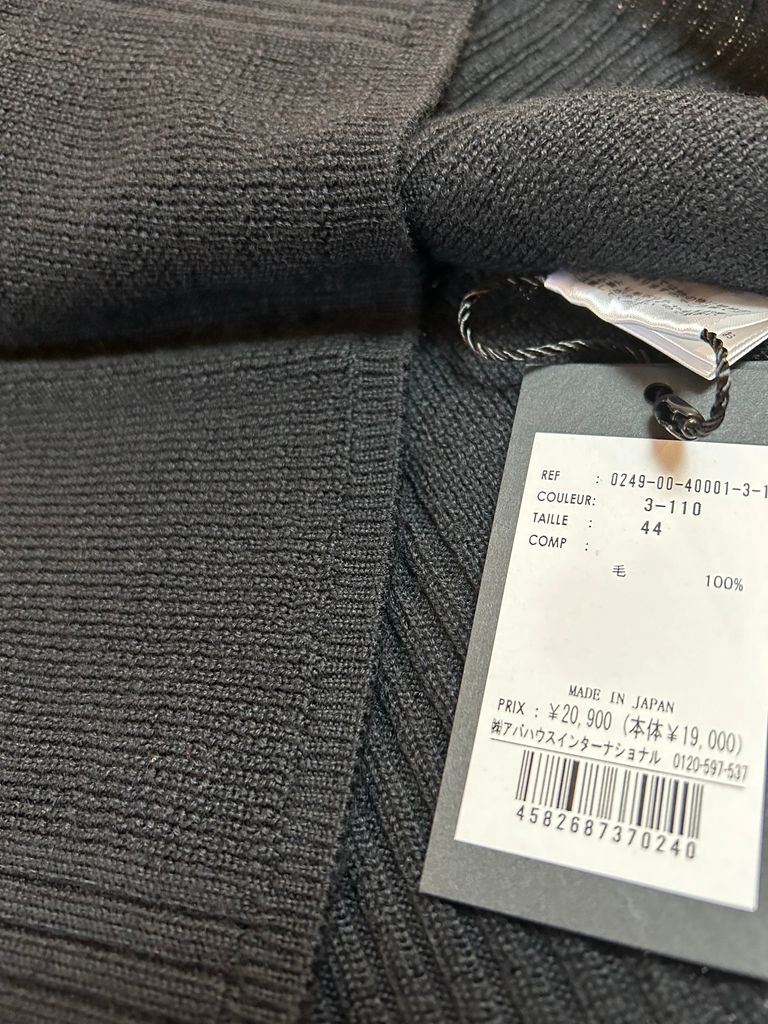 REF : 0249-00-40001-3-1
COULEUR: 3-110
TAILLE : 44
COMP :
毛 100%
MADE IN JAPAN
PRIX : ¥20,900 (本体¥19,000)
㈱アバハウスインターナショナル 0120-597-537
4582687370240